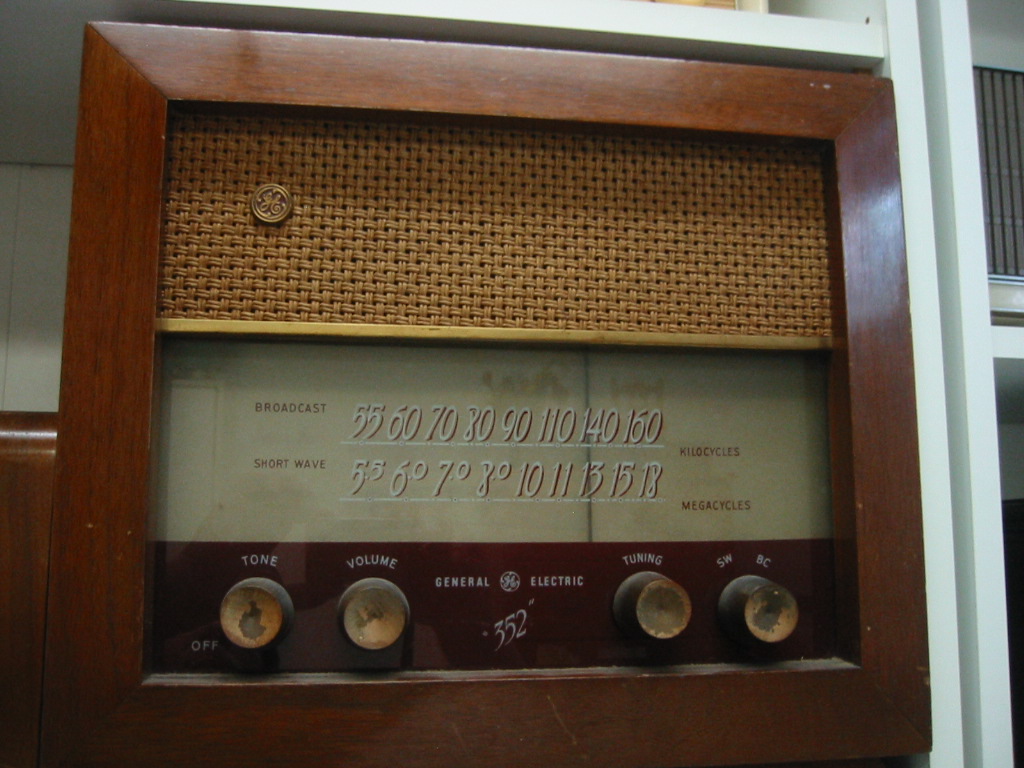 BROADCAST 55 60 70 80 90 110 140 160
KILOCYCLES
SHORT WAVE 5.5 6.0 7.0 8.0 10 11 13 15 18
MEGACYCLES
TONE VOLUME TUNING SW BC
GENERAL GE ELECTRIC
"352"
OFF